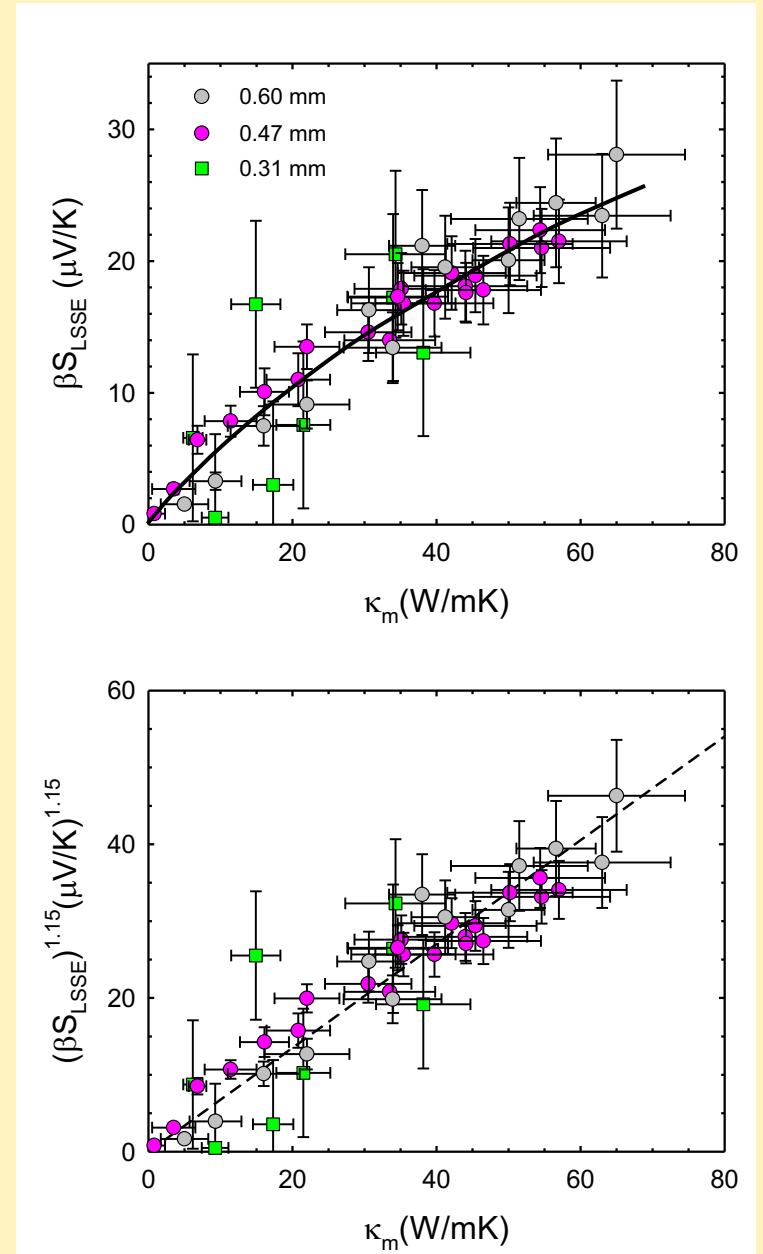 30
20
10
0
βS_LSSE (μV/K)
0.60 mm
0.47 mm
0.31 mm
0 20 40 60 80
κ_m(W/mK)
60
40
20
0
(βS_LSSE)^1.15(μV/K)^1.15
0 20 40 60 80
κ_m(W/mK)